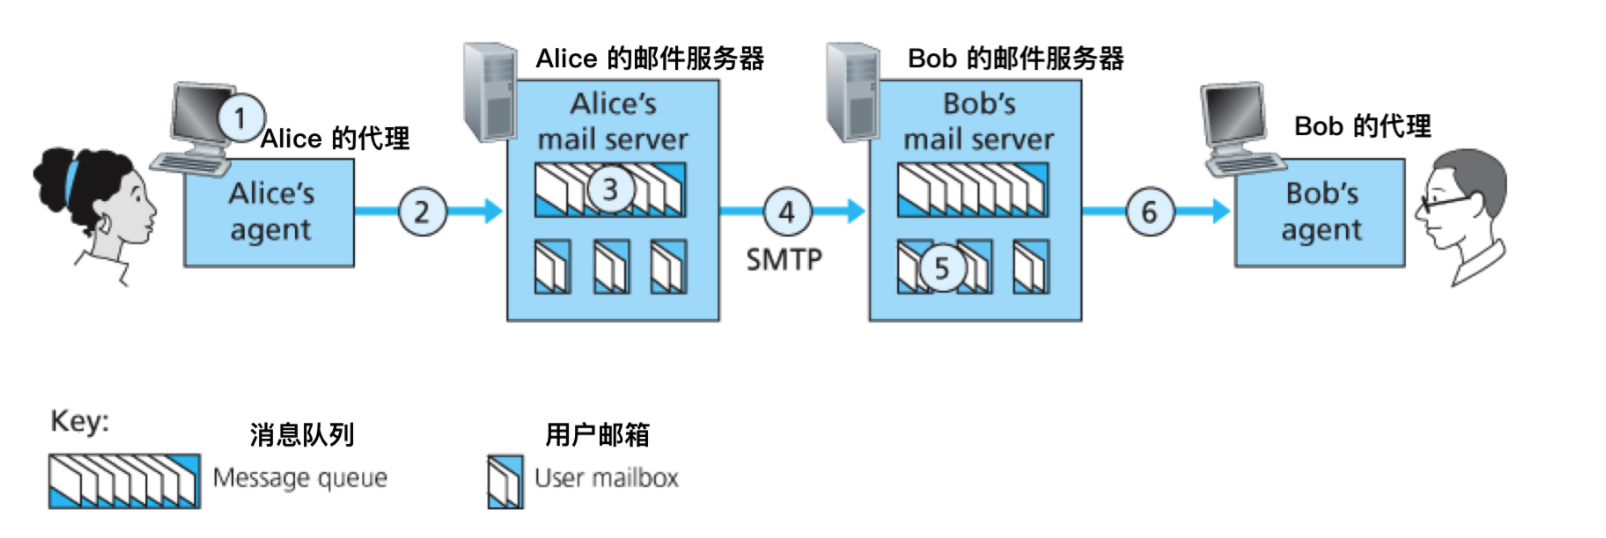 Alice 的邮件服务器
Bob 的邮件服务器
1
Alice 的代理
Alice's
agent
2
Alice's
mail server
3
4
SMTP
Bob's
mail server
5
6
Bob 的代理
Bob's
agent
Key:
消息队列
Message queue
用户邮箱
User mailbox